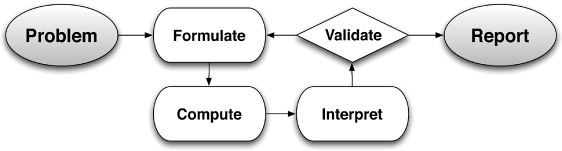 Problem
Formulate
Validate
Report
Compute
Interpret